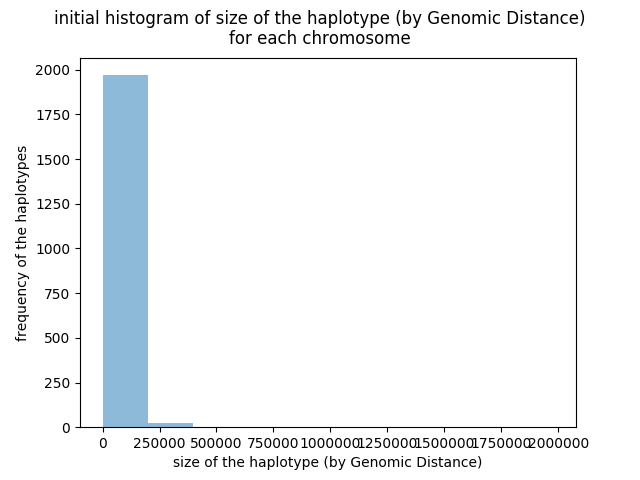 initial histogram of size of the haplotype (by Genomic Distance)
for each chromosome
frequency of the haplotypes
2000
1750
1500
1250
1000
750
500
250
0
0 250000 500000 750000 1000000 1250000 1500000 1750000 2000000
size of the haplotype (by Genomic Distance)